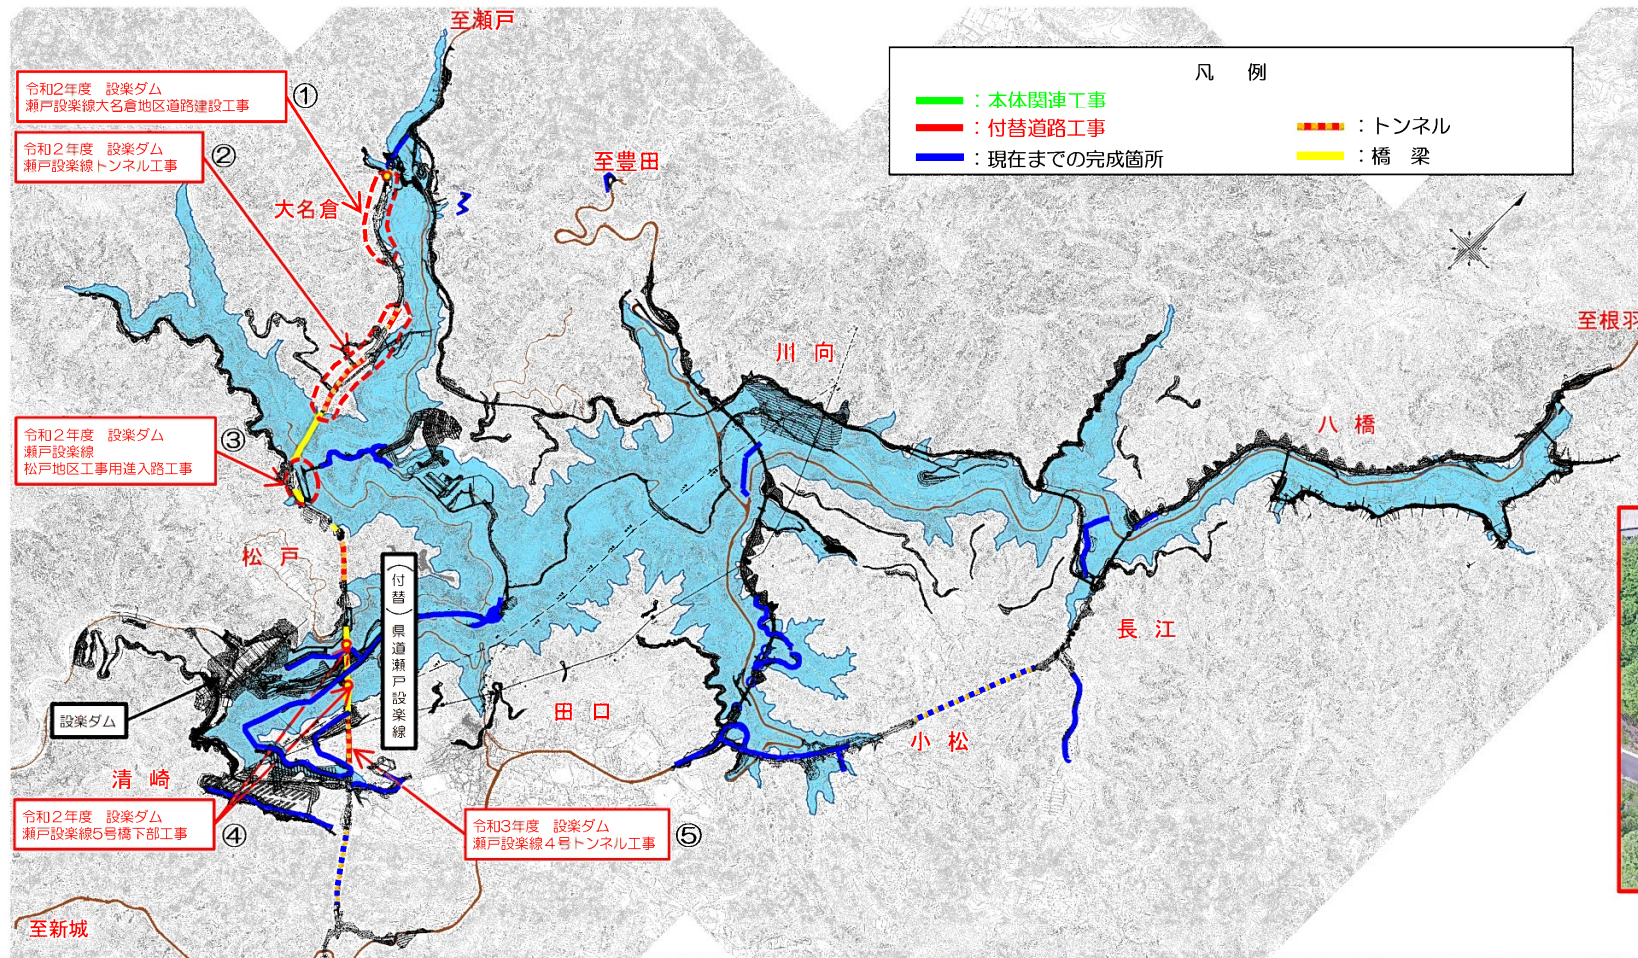 至瀬戸
凡 例
：本体関連工事
：付替道路工事
：現在までの完成箇所
：トンネル
：橋 梁
令和2年度 設楽ダム
瀬戸設楽線大名倉地区道路建設工事
①
令和2年度 設楽ダム
瀬戸設楽線トンネル工事
②
至豊田
大名倉
至根羽
川 向
八 橋
令和2年度 設楽ダム
瀬戸設楽線
松戸地区工事用進入路工事
③
松 戸
（付替）県道瀬戸設楽線
長 江
設楽ダム
田 口
小 松
清 崎
令和2年度 設楽ダム
瀬戸設楽線5号橋下部工事
④
令和3年度 設楽ダム
瀬戸設楽線4号トンネル工事
⑤
至新城